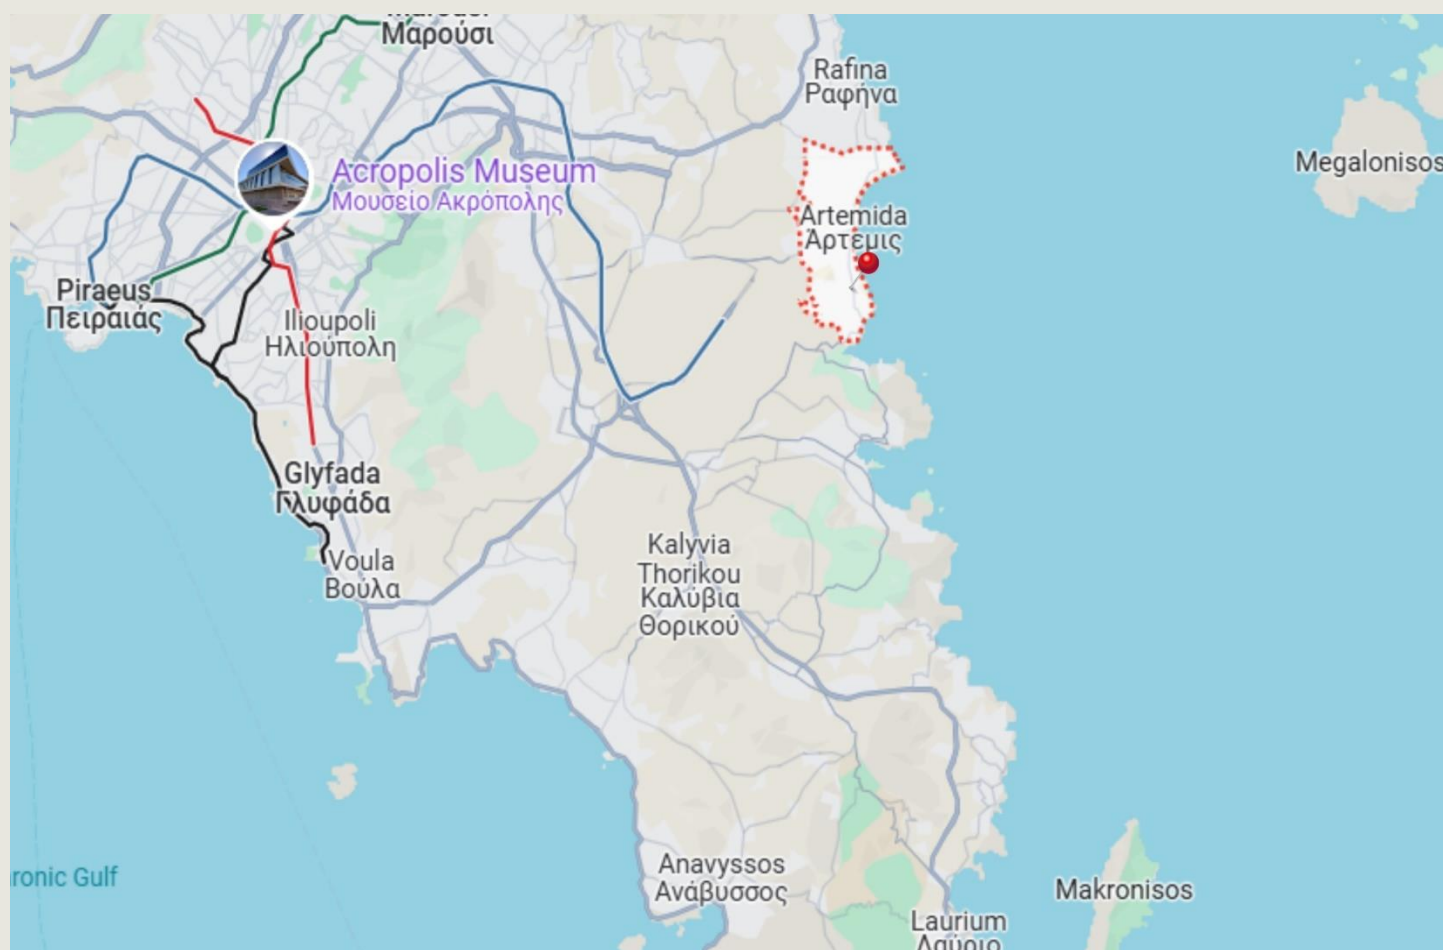 Μαρούσι
Rafina
Ραφήνα
Megalonisos
Acropolis Museum
Μουσείο Ακρόπολης
Artemida
Άρτεμις
Piraeus
Πειραιάς
Ilioupoli
Ηλιούπολη
Glyfada
Γλυφάδα
Voula
Βούλα
Kalyvia
Thorikou
Καλύβια
Θορικού
ronic Gulf
Anavyssos
Ανάβυσσος
Makronisos
Laurium
Λαύριο